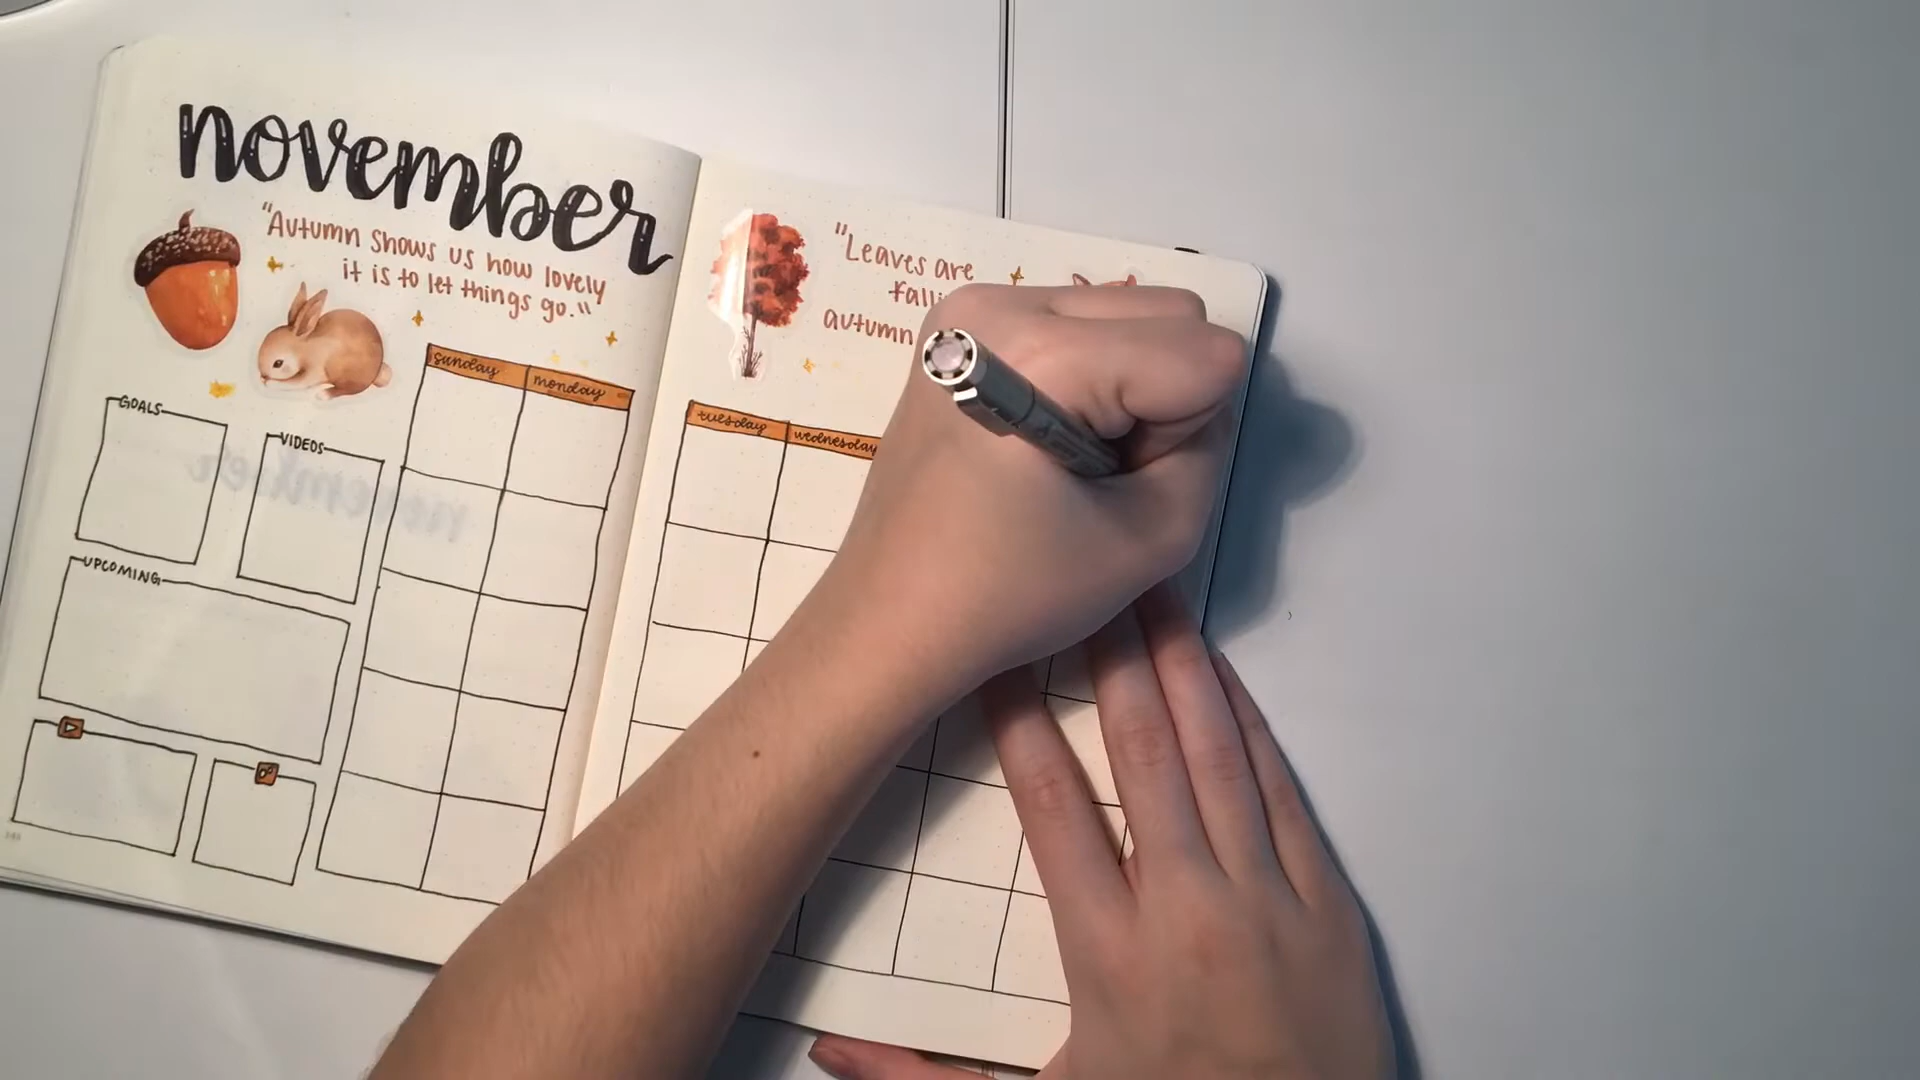 november
"Autumn shows us how lovely
it is to let things go."
"Leaves are
autumn
sunday monday
tuesday wednesday
GOALS
VIDEOS
UPCOMING